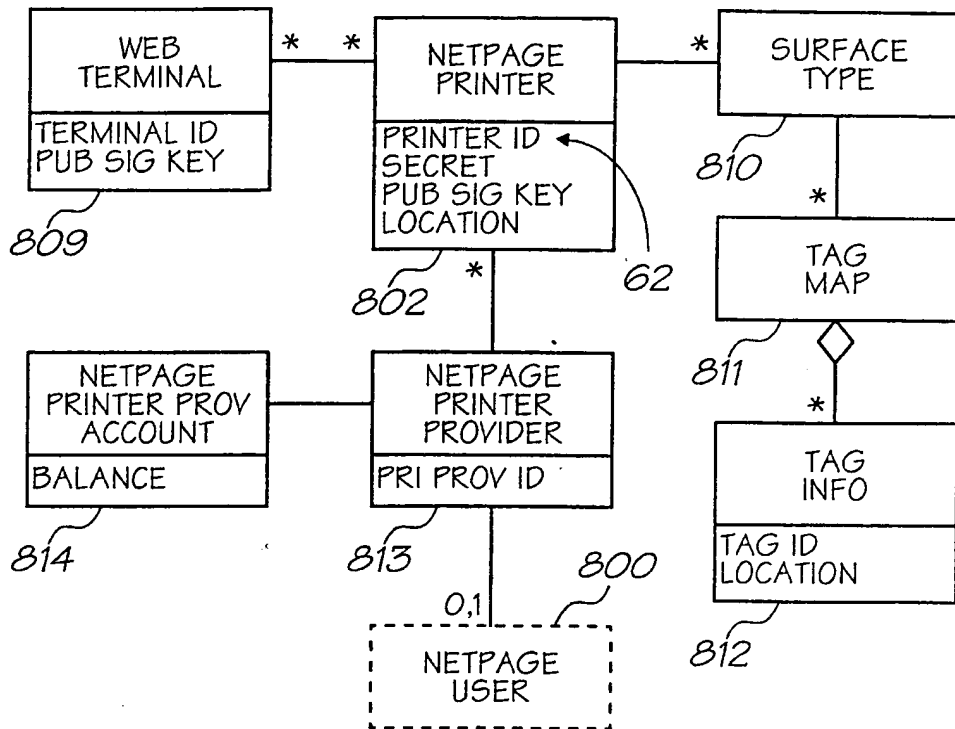 WEB
TERMINAL
TERMINAL ID
PUB SIG KEY
809
* *
NETPAGE
PRINTER
PRINTER ID
SECRET
PUB SIG KEY
LOCATION
802
62
*
*
SURFACE
TYPE
810
*
TAG
MAP
811
*
TAG
INFO
TAG ID
LOCATION
812
NETPAGE
PRINTER PROV
ACCOUNT
BALANCE
814
NETPAGE
PRINTER
PROVIDER
PRI PROV ID
813
0,1
800
NETPAGE
USER